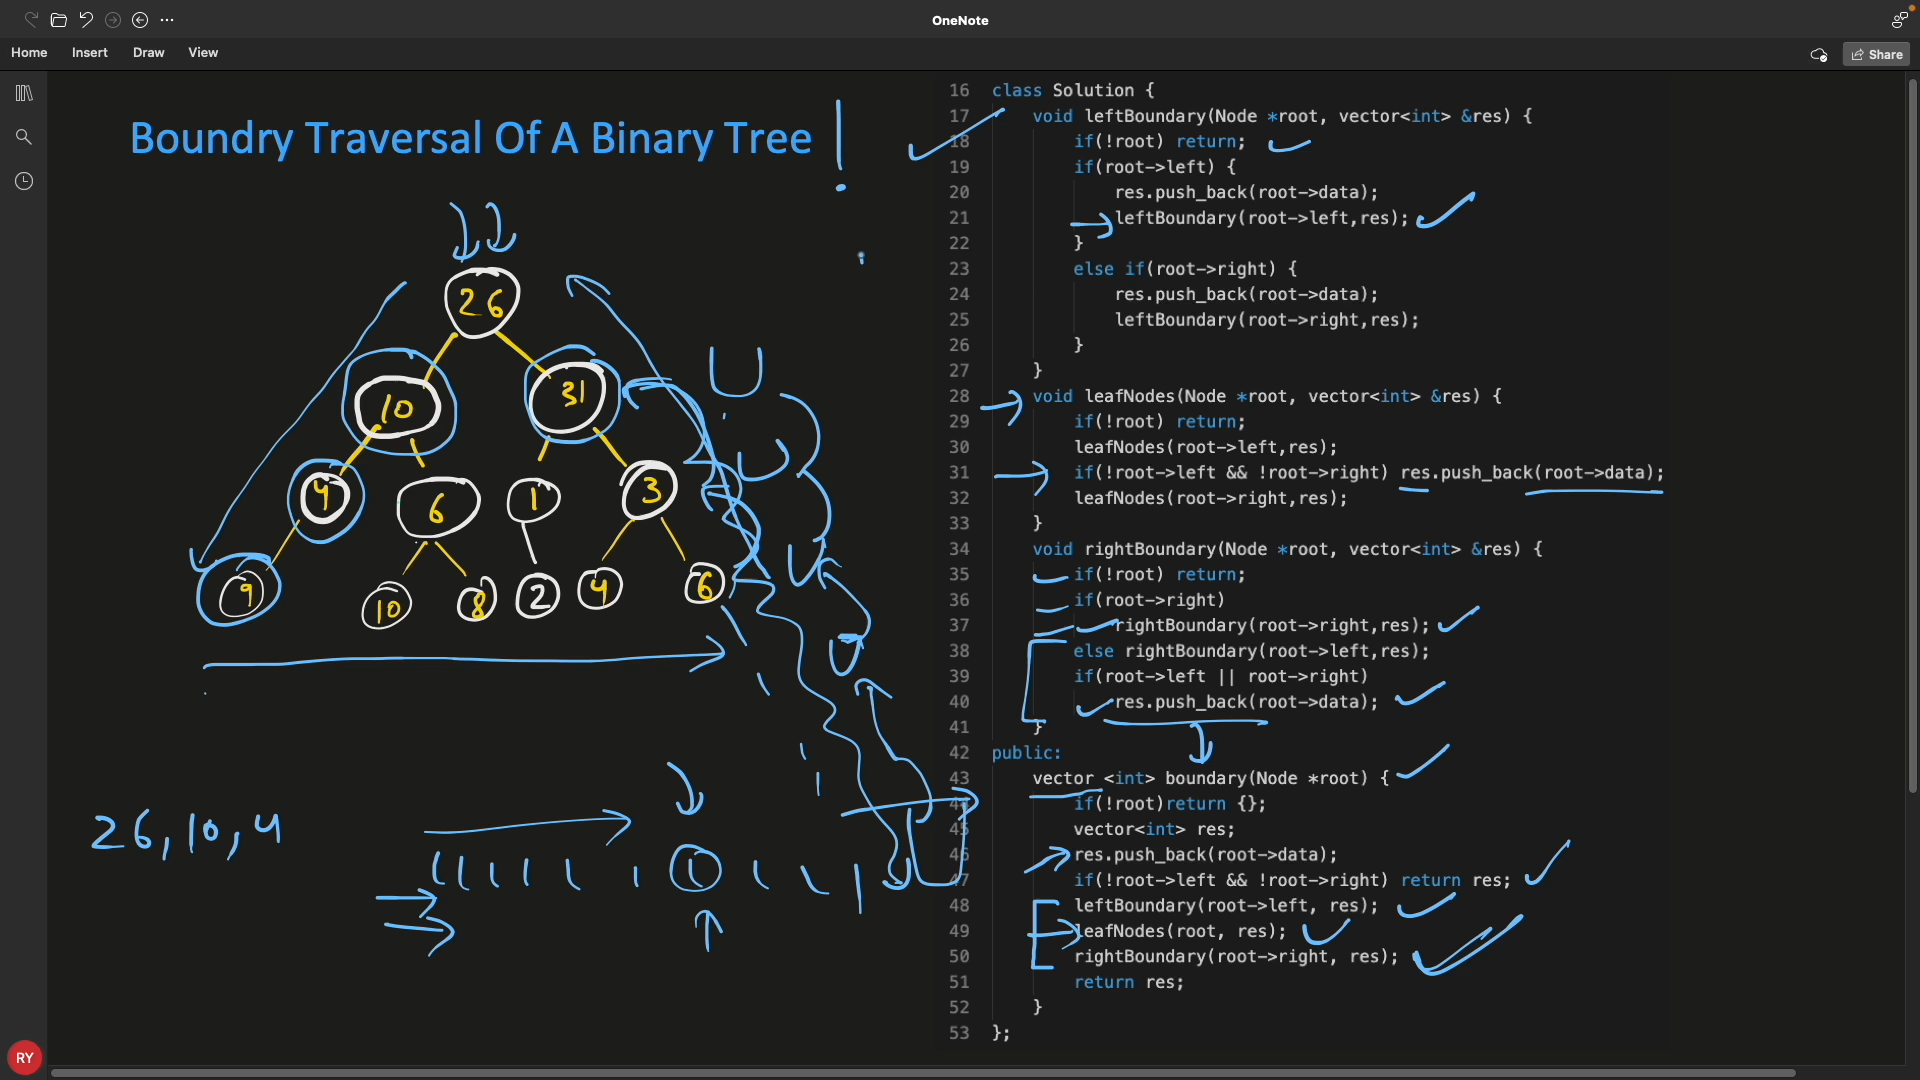 OneNote
Home Insert Draw View
Share
Boundry Traversal Of A Binary Tree !
26
10 31
4 6 1 3
9 10 8 2 4 6
26, 10, 4
RY
16 class Solution {
17 void leftBoundary(Node *root, vector<int> &res) {
18 if(!root) return;
19 if(root->left) {
20 res.push_back(root->data);
21 leftBoundary(root->left,res);
22 }
23 else if(root->right) {
24 res.push_back(root->data);
25 leftBoundary(root->right,res);
26 }
27 }
28 void leafNodes(Node *root, vector<int> &res) {
29 if(!root) return;
30 leafNodes(root->left,res);
31 if(!root->left && !root->right) res.push_back(root->data);
32 leafNodes(root->right,res);
33 }
34 void rightBoundary(Node *root, vector<int> &res) {
35 if(!root) return;
36 if(root->right)
37 rightBoundary(root->right,res);
38 else rightBoundary(root->left,res);
39 if(root->left || root->right)
40 res.push_back(root->data);
41 }
42 public:
43 vector <int> boundary(Node *root) {
44 if(!root)return {};
45 vector<int> res;
46 res.push_back(root->data);
47 if(!root->left && !root->right) return res;
48 leftBoundary(root->left, res);
49 leafNodes(root, res);
50 rightBoundary(root->right, res);
51 return res;
52 }
53 };